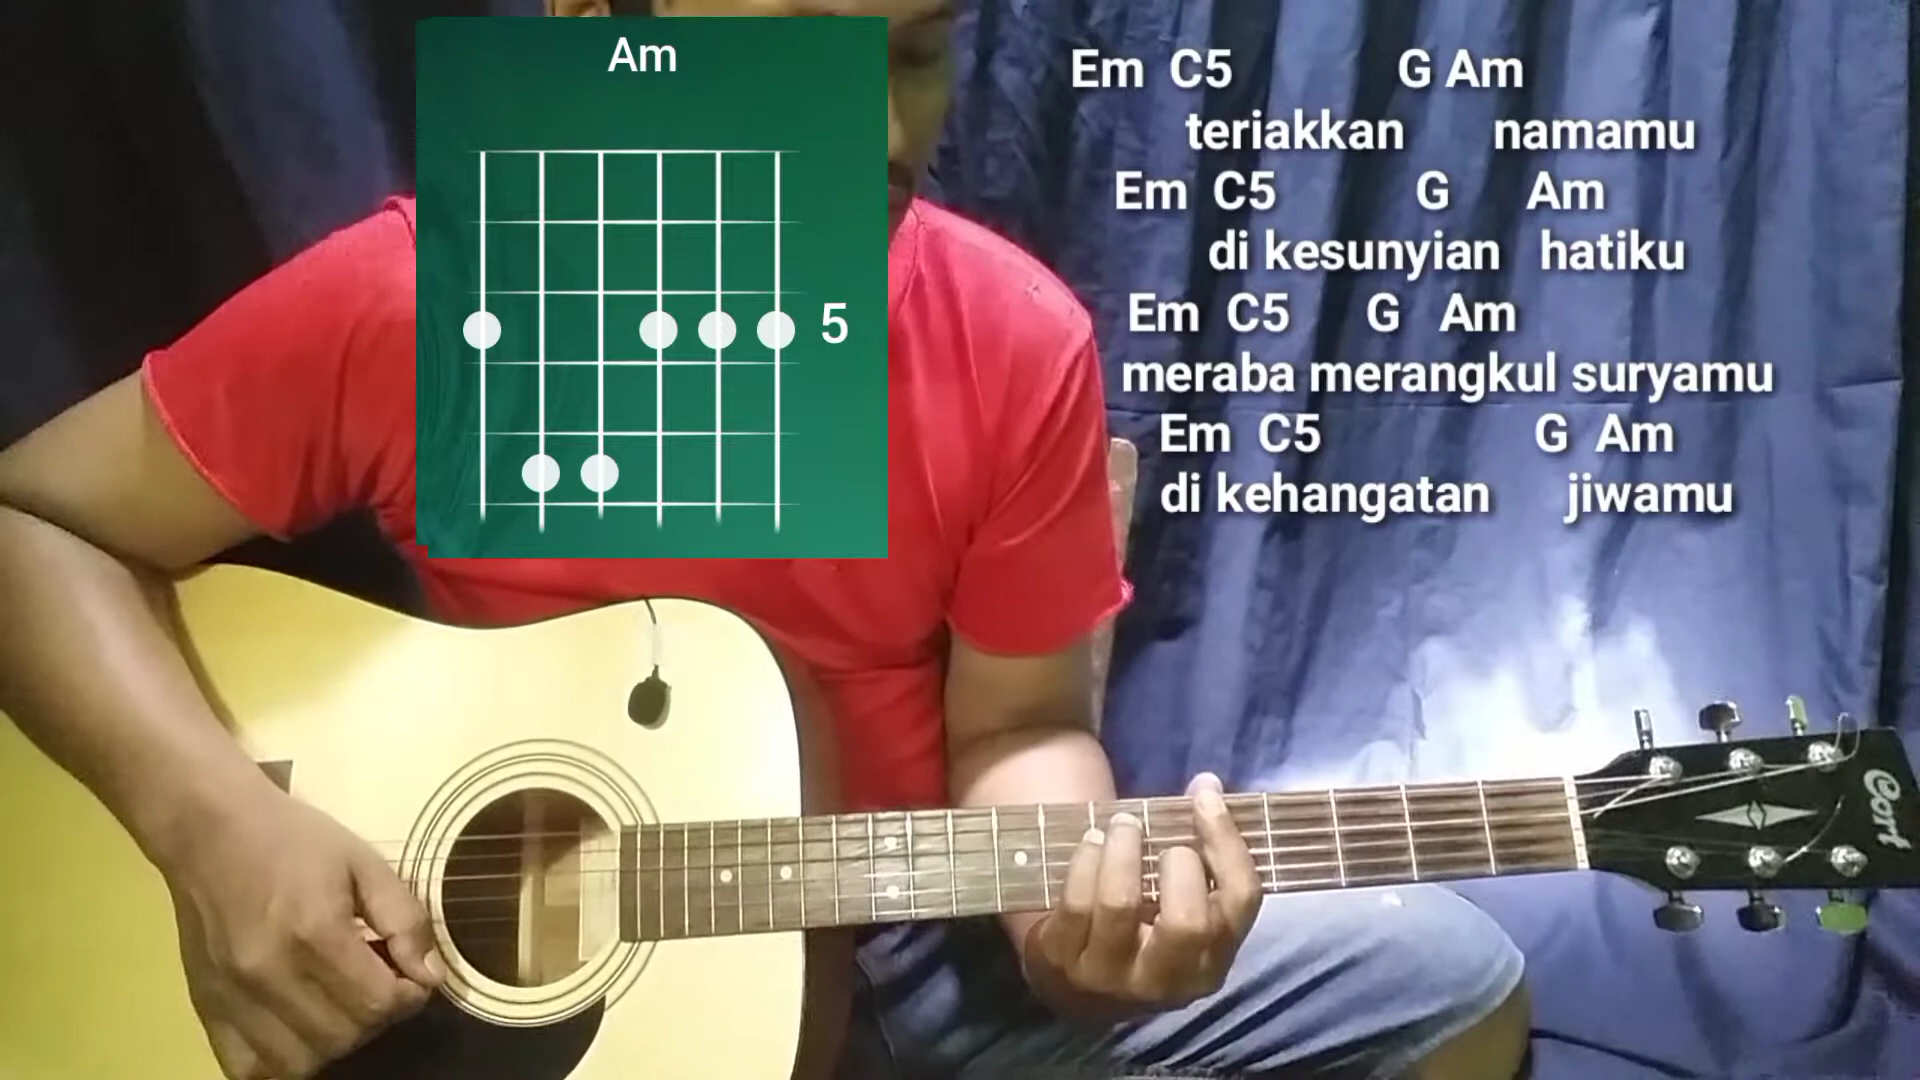 Am
5
Em C5 G Am
teriakkan namamu
Em C5 G Am
di kesunyian hatiku
Em C5 G Am
meraba merangkul suryamu
Em C5 G Am
di kehangatan jiwamu
Cort